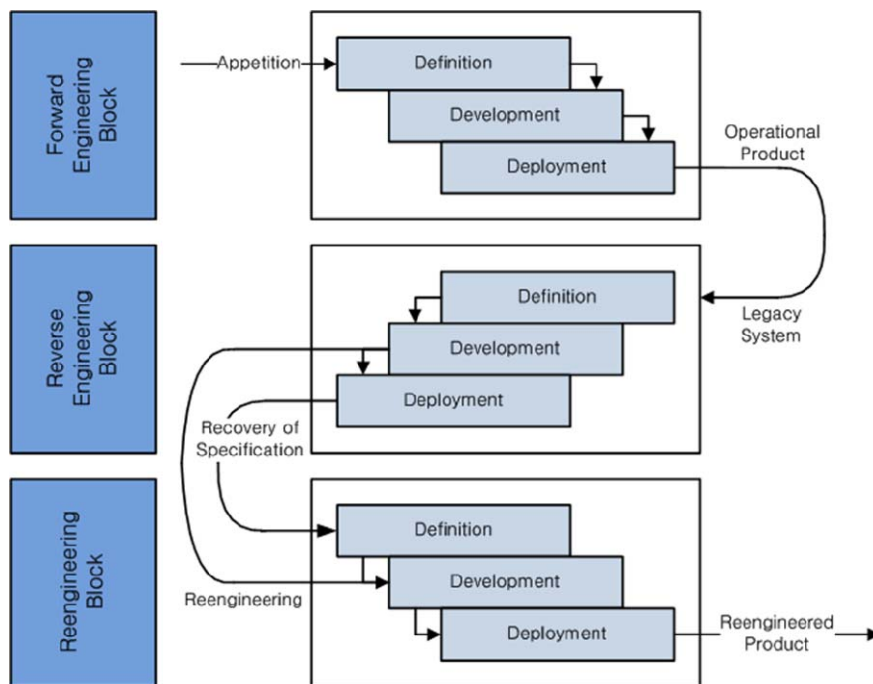 Forward
Engineering
Block
Appetition
Definition
Development
Deployment
Operational
Product
Reverse
Engineering
Block
Definition
Development
Deployment
Legacy
System
Recovery of
Specification
Reengineering
Block
Definition
Development
Deployment
Reengineering
Reengineered
Product